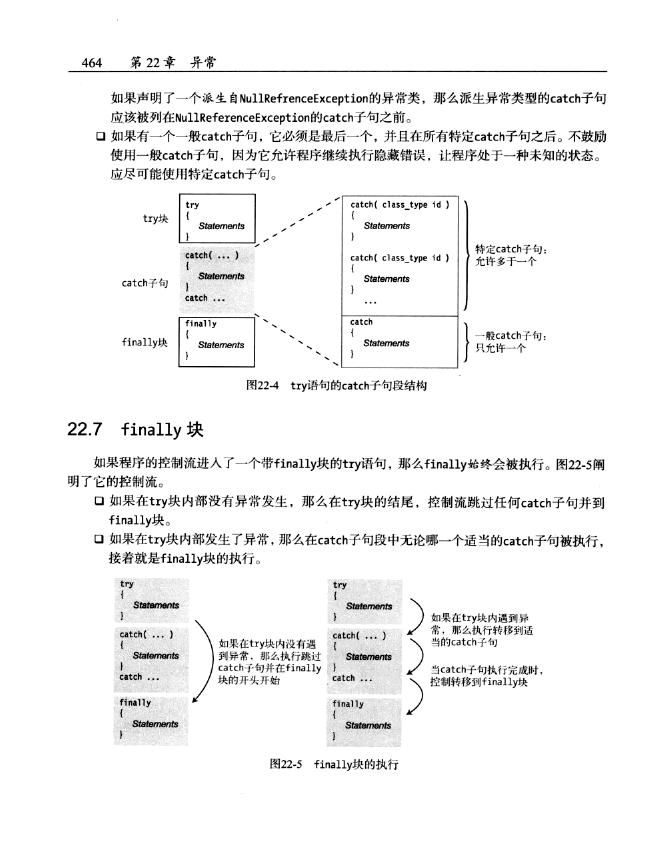 464 第22章 异常
如果声明了一个派生自NullRefrenceException的异常类，那么派生异常类型的catch子句
应该被列在NullReferenceException的catch子句之前。
❑ 如果有一个一般catch子句，它必须是最后一个，并且在所有特定catch子句之后。不鼓励
使用一般catch子句，因为它允许程序继续执行隐藏错误，让程序处于一种未知的状态。
应尽可能使用特定catch子句。
try块
try
{
Statements
}
catch子句
catch( ... )
{
Statements
}
catch ...
finally块
finally
{
Statements
}
catch( class_type id )
{
Statements
}
catch( class_type id )
{
Statements
}
...
catch
{
Statements
}
特定catch子句：
允许多于一个
一般catch子句：
只允许一个
图22-4 try语句的catch子句段结构
22.7 finally 块
如果程序的控制流进入了一个带finally块的try语句，那么finally始终会被执行。图22-5阐
明了它的控制流。
❑ 如果在try块内部没有异常发生，那么在try块的结尾，控制流跳过任何catch子句并到
finally块。
❑ 如果在try块内部发生了异常，那么在catch子句段中无论哪一个适当的catch子句被执行，
接着就是finally块的执行。
try
{
Statements
}
catch( ... )
{
Statements
}
catch ...
finally
{
Statements
}
如果在try块内没有遇
到异常，那么执行跳过
catch子句并在finally
块的开头开始
try
{
Statements
}
catch( ... )
{
Statements
}
catch ...
finally
{
Statements
}
如果在try块内遇到异
常，那么执行转移到适
当的catch子句
当catch子句执行完成时，
控制转移到finally块
图22-5 finally块的执行